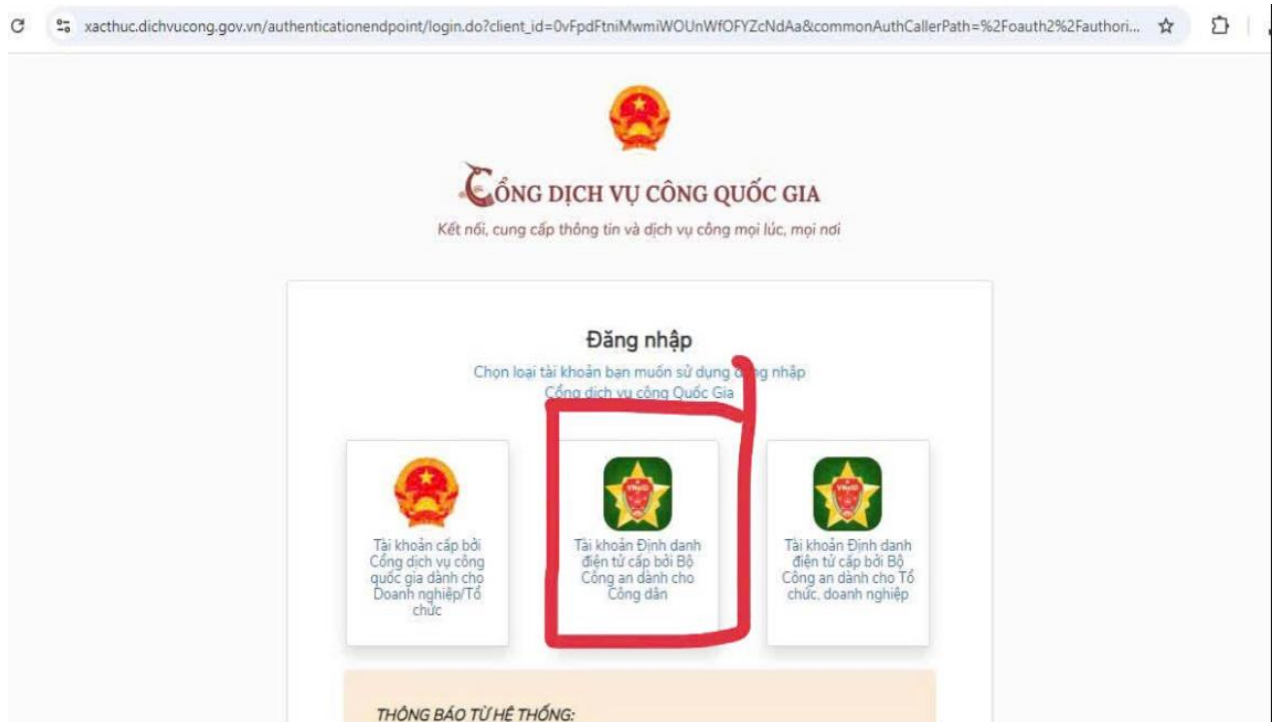 xacthuc.dichvucong.gov.vn/authenticationendpoint/login.do?client_id=0vFpdFtniMwmiWOUnWfOFYZcNdAa&commonAuthCallerPath=%2Foauth2%2Fauthori...
CỔNG DỊCH VỤ CÔNG QUỐC GIA
Kết nối, cung cấp thông tin và dịch vụ công mọi lúc, mọi nơi
Đăng nhập
Chọn loại tài khoản bạn muốn sử dụng đăng nhập
Cổng dịch vụ công Quốc Gia
Tài khoản cấp bởi
Cổng dịch vụ công
quốc gia dành cho
Doanh nghiệp/Tổ
chức
Tài khoản Định danh
điện tử cấp bởi Bộ
Công an dành cho
Công dân
Tài khoản Định danh
điện tử cấp bởi Bộ
Công an dành cho Tổ
chức, doanh nghiệp
THÔNG BÁO TỪ HỆ THỐNG: